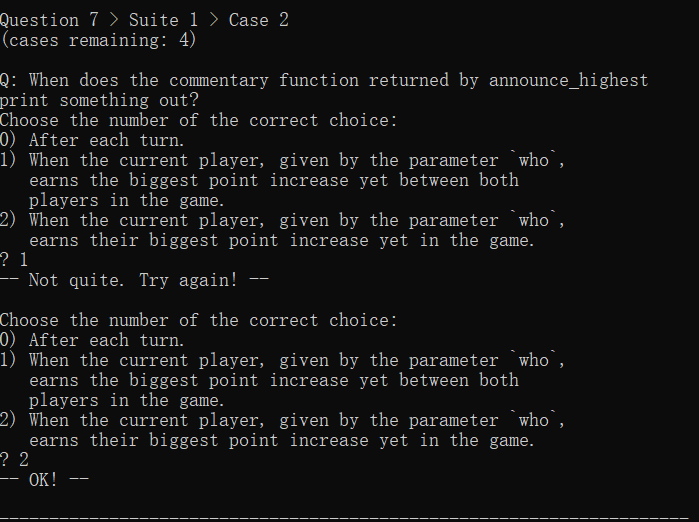 Question 7 > Suite 1 > Case 2
(cases remaining: 4)
Q: When does the commentary function returned by announce_highest
print something out?
Choose the number of the correct choice:
0) After each turn.
1) When the current player, given by the parameter `who`,
earns the biggest point increase yet between both
players in the game.
2) When the current player, given by the parameter `who`,
earns their biggest point increase yet in the game.
? 1
-- Not quite. Try again! --
Choose the number of the correct choice:
0) After each turn.
1) When the current player, given by the parameter `who`,
earns the biggest point increase yet between both
players in the game.
2) When the current player, given by the parameter `who`,
earns their biggest point increase yet in the game.
? 2
-- OK! --
---------------------------------------------------------------------